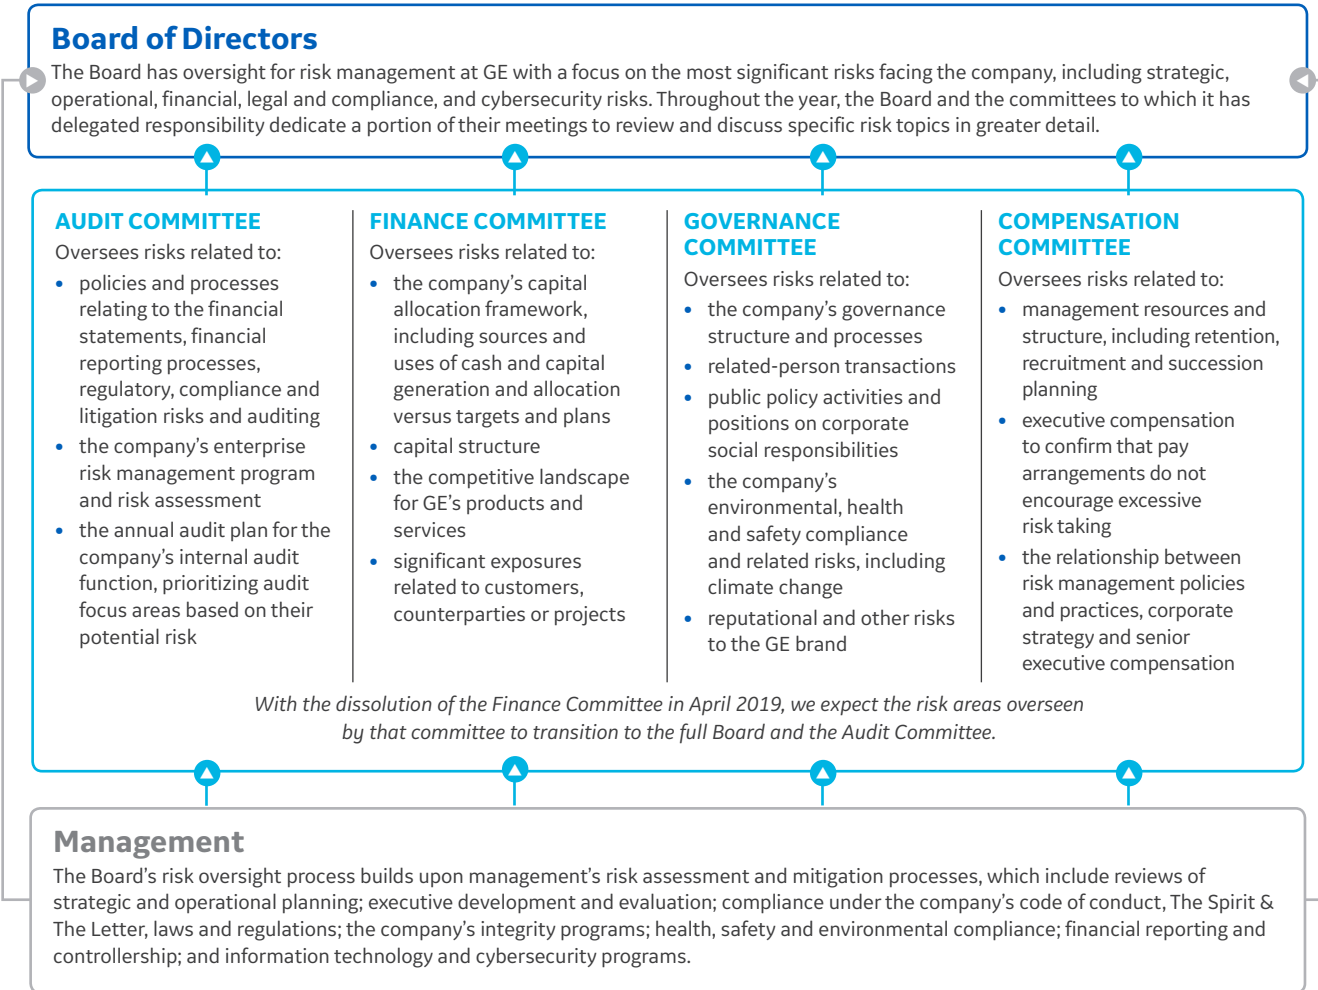 Board of Directors
The Board has oversight for risk management at GE with a focus on the most significant risks facing the company, including strategic,
operational, financial, legal and compliance, and cybersecurity risks. Throughout the year, the Board and the committees to which it has
delegated responsibility dedicate a portion of their meetings to review and discuss specific risk topics in greater detail.
AUDIT COMMITTEE
Oversees risks related to:
• policies and processes
relating to the financial
statements, financial
reporting processes,
regulatory, compliance and
litigation risks and auditing
• the company’s enterprise
risk management program
and risk assessment
• the annual audit plan for the
company’s internal audit
function, prioritizing audit
focus areas based on their
potential risk
FINANCE COMMITTEE
Oversees risks related to:
• the company’s capital
allocation framework,
including sources and
uses of cash and capital
generation and allocation
versus targets and plans
• capital structure
• the competitive landscape
for GE’s products and
services
• significant exposures
related to customers,
counterparties or projects
GOVERNANCE
COMMITTEE
Oversees risks related to:
• the company’s governance
structure and processes
• related-person transactions
• public policy activities and
positions on corporate
social responsibilities
• the company’s
environmental, health
and safety compliance
and related risks, including
climate change
• reputational and other risks
to the GE brand
COMPENSATION
COMMITTEE
Oversees risks related to:
• management resources and
structure, including retention,
recruitment and succession
planning
• executive compensation
to confirm that pay
arrangements do not
encourage excessive
risk taking
• the relationship between
risk management policies
and practices, corporate
strategy and senior
executive compensation
With the dissolution of the Finance Committee in April 2019, we expect the risk areas overseen
by that committee to transition to the full Board and the Audit Committee.
Management
The Board’s risk oversight process builds upon management’s risk assessment and mitigation processes, which include reviews of
strategic and operational planning; executive development and evaluation; compliance under the company’s code of conduct, The Spirit &
The Letter, laws and regulations; the company’s integrity programs; health, safety and environmental compliance; financial reporting and
controllership; and information technology and cybersecurity programs.